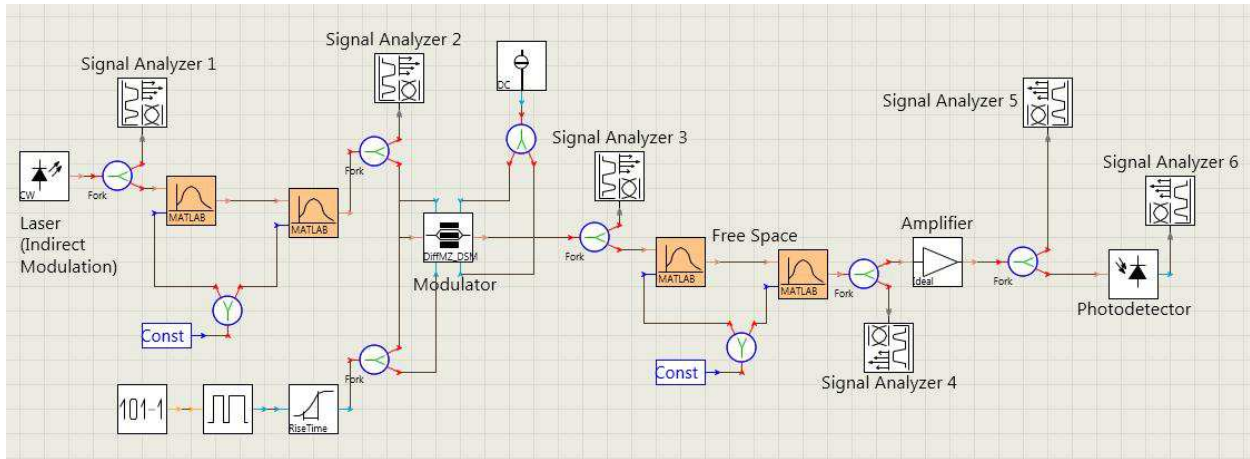 Signal Analyzer 1
Signal Analyzer 2
DC
Signal Analyzer 3
Signal Analyzer 5
Signal Analyzer 6
CW
Fork
MATLAB
MATLAB
Fork
Laser
(Indirect
Modulation)
DiffMZ_DSM
Modulator
Fork
MATLAB
Free Space
MATLAB
Fork
Amplifier
Ideal
Fork
Photodetector
Const
Const
Fork
Signal Analyzer 4
101-1
RiseTime